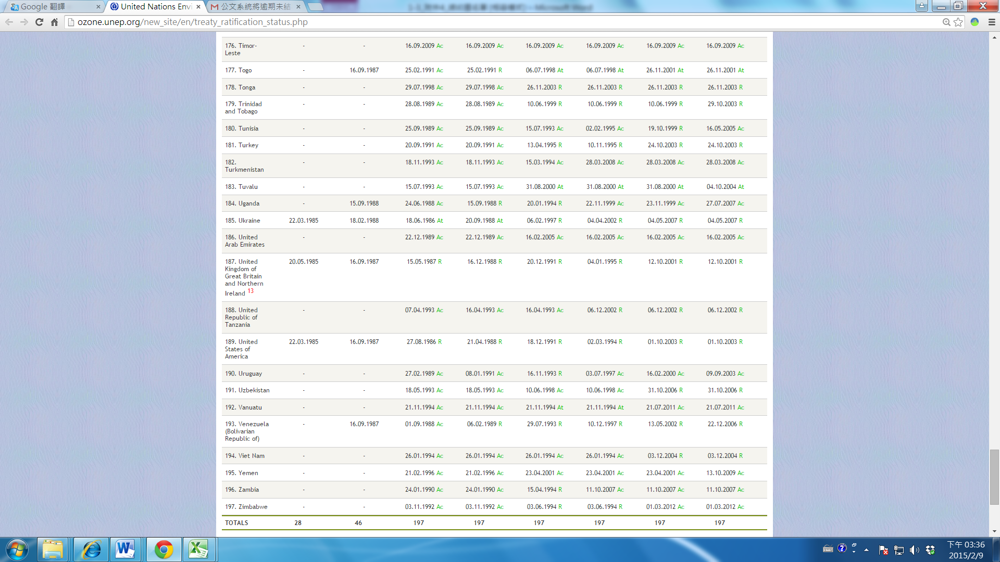 Google 翻譯
United Nations Envi
公文系統將逾期未結
ozone.unep.org/new_site/en/treaty_ratification_status.php
176. Timor-Leste - - 16.09.2009 Ac 16.09.2009 Ac 16.09.2009 Ac 16.09.2009 Ac 16.09.2009 Ac 16.09.2009 Ac
177. Togo - 16.09.1987 25.02.1991 Ac 25.02.1991 R 06.07.1998 At 06.07.1998 At 26.11.2001 At 26.11.2001 At
178. Tonga - - 29.07.1998 Ac 29.07.1998 Ac 26.11.2003 R 26.11.2003 R 26.11.2003 R 26.11.2003 R
179. Trinidad and Tobago - - 28.08.1989 Ac 28.08.1989 Ac 10.06.1999 R 10.06.1999 R 10.06.1999 R 29.10.2003 R
180. Tunisia - - 25.09.1989 Ac 25.09.1989 Ac 15.07.1993 Ac 02.02.1995 Ac 19.10.1999 R 16.05.2005 Ac
181. Turkey - - 20.09.1991 Ac 20.09.1991 Ac 13.04.1995 R 10.11.1995 R 24.10.2003 R 24.10.2003 R
182. Turkmenistan - - 18.11.1993 Ac 18.11.1993 Ac 15.03.1994 Ac 28.03.2008 Ac 28.03.2008 Ac 28.03.2008 Ac
183. Tuvalu - - 15.07.1993 Ac 15.07.1993 Ac 31.08.2000 At 31.08.2000 At 31.08.2000 At 04.10.2004 At
184. Uganda - 15.09.1988 24.06.1988 Ac 15.09.1988 R 20.01.1994 R 22.11.1999 Ac 23.11.1999 Ac 27.07.2007 Ac
185. Ukraine 22.03.1985 18.02.1988 18.06.1986 At 20.09.1988 At 06.02.1997 R 04.04.2002 R 04.05.2007 R 04.05.2007 R
186. United Arab Emirates - - 22.12.1989 Ac 22.12.1989 Ac 16.02.2005 Ac 16.02.2005 Ac 16.02.2005 Ac 16.02.2005 Ac
187. United Kingdom of Great Britain and Northern Ireland 13 20.05.1985 16.09.1987 15.05.1987 R 16.12.1988 R 20.12.1991 R 04.01.1995 R 12.10.2001 R 12.10.2001 R
188. United Republic of Tanzania - - 07.04.1993 Ac 16.04.1993 Ac 16.04.1993 Ac 06.12.2002 R 06.12.2002 R 06.12.2002 R
189. United States of America 22.03.1985 16.09.1987 27.08.1986 R 21.04.1988 R 18.12.1991 R 02.03.1994 R 01.10.2003 R 01.10.2003 R
190. Uruguay - - 27.02.1989 Ac 08.01.1991 Ac 16.11.1993 R 03.07.1997 Ac 16.02.2000 Ac 09.09.2003 Ac
191. Uzbekistan - - 18.05.1993 Ac 18.05.1993 Ac 10.06.1998 Ac 10.06.1998 Ac 31.10.2006 R 31.10.2006 R
192. Vanuatu - - 21.11.1994 Ac 21.11.1994 Ac 21.11.1994 At 21.11.1994 At 21.07.2011 Ac 21.07.2011 Ac
193. Venezuela (Bolivarian Republic of) - 16.09.1987 01.09.1988 Ac 06.02.1989 R 29.07.1993 R 10.12.1997 R 13.05.2002 R 22.12.2006 R
194. Viet Nam - - 26.01.1994 Ac 26.01.1994 Ac 26.01.1994 Ac 26.01.1994 Ac 03.12.2004 R 03.12.2004 R
195. Yemen - - 21.02.1996 Ac 21.02.1996 Ac 23.04.2001 Ac 23.04.2001 Ac 23.04.2001 Ac 13.10.2009 Ac
196. Zambia - - 24.01.1990 Ac 24.01.1990 Ac 15.04.1994 R 11.10.2007 Ac 11.10.2007 Ac 11.10.2007 Ac
197. Zimbabwe - - 03.11.1992 Ac 03.11.1992 Ac 03.06.1994 R 03.06.1994 R 01.03.2012 Ac 01.03.2012 Ac
TOTALS 28 46 197 197 197 197 197 197
下午 03:36
2015/2/9